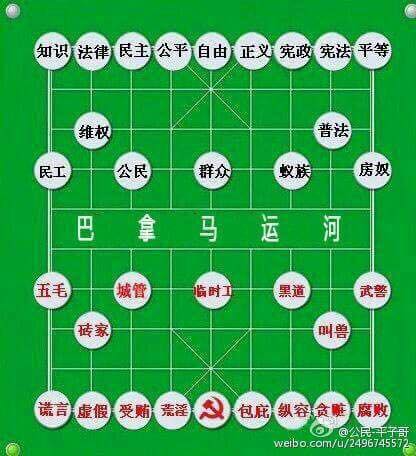 知识 法律 民主 公平 自由 正义 宪政 宪法 平等
维权 普法
民工 公民 群众 蚁族 房奴
巴拿马运河
五毛 城管 临时工 黑道 武警
砖家 叫兽
谎言 虚假 受贿 荒淫 包庇 纵容 贪赃 腐败
@公民-千子哥
weibo.com/u/2496745572